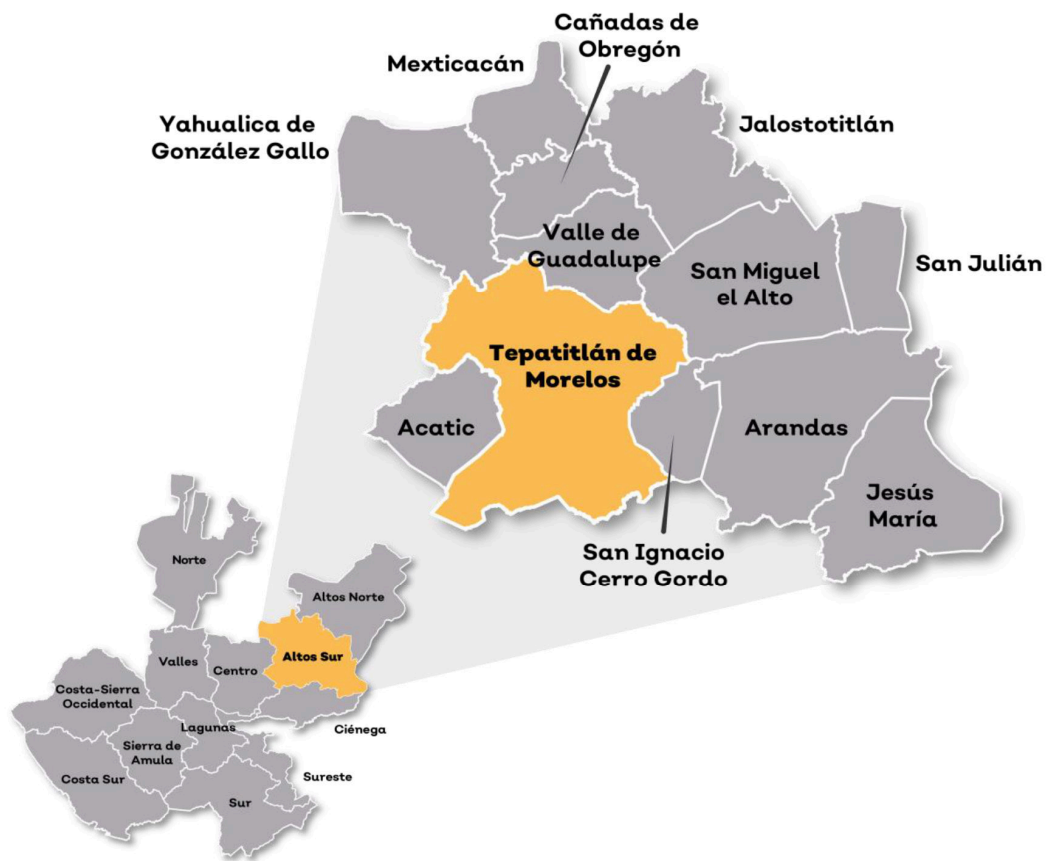 Cañadas de
Obregón
Mexticacán
Jalostotitlán
Yahualica de
González Gallo
Valle de
Guadalupe
San Miguel
el Alto
San Julián
Tepatitlán de
Morelos
Acatic
Arandas
Jesús
María
San Ignacio
Cerro Gordo
Norte
Altos Norte
Altos Sur
Valles
Centro
Costa-Sierra
Occidental
Lagunas
Ciénega
Sierra de
Amula
Costa Sur
Sureste
Sur